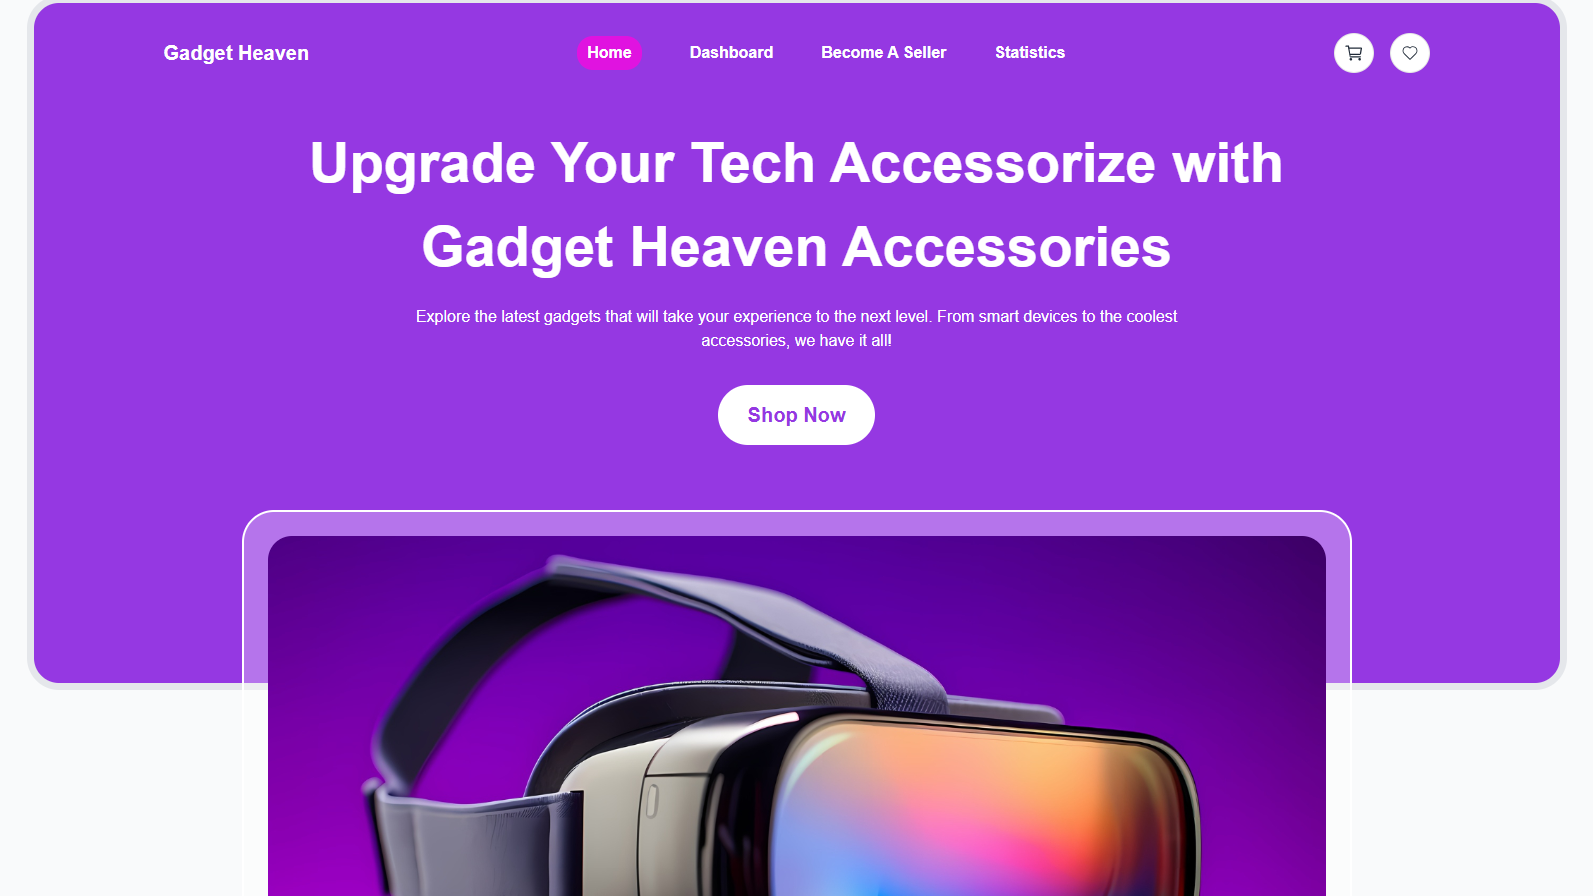 Gadget Heaven
Home
Dashboard
Become A Seller
Statistics
Upgrade Your Tech Accessorize with
Gadget Heaven Accessories
Explore the latest gadgets that will take your experience to the next level. From smart devices to the coolest
accessories, we have it all!
Shop Now